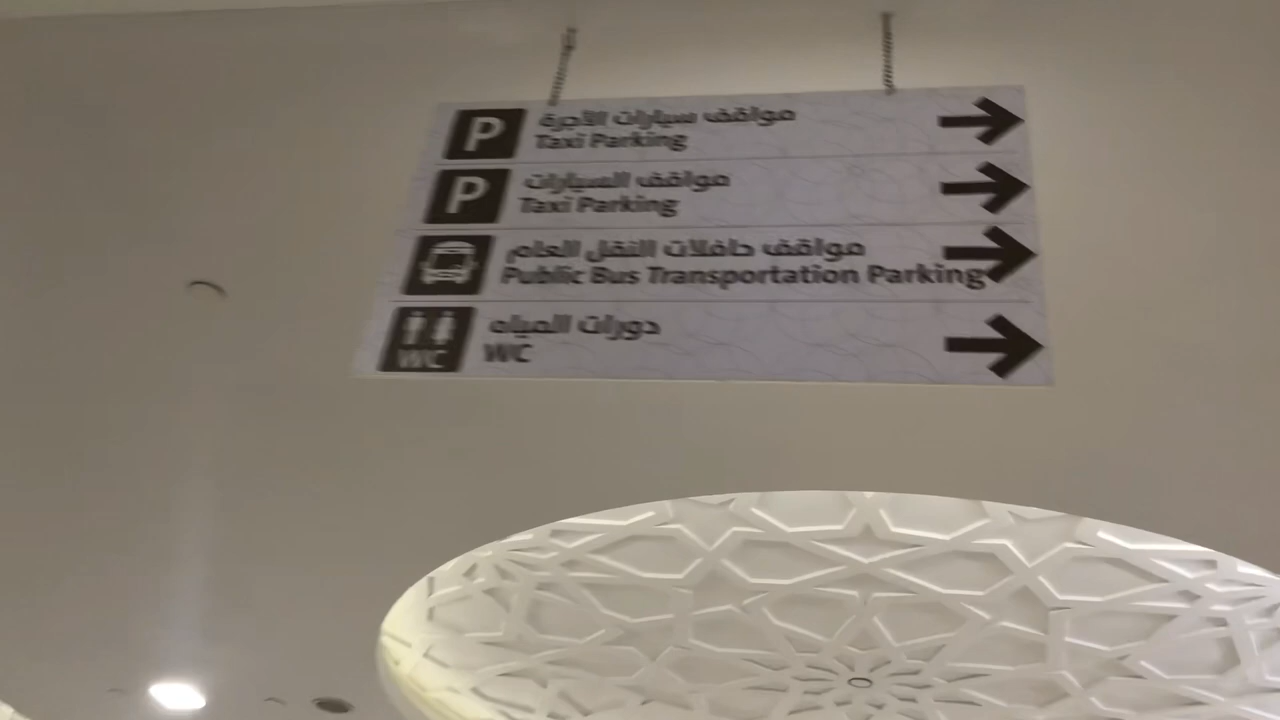 P
مواقف سيارات الأجرة
Taxi Parking
P
مواقف السيارات
Taxi Parking
مواقف حافلات النقل العام
Public Bus Transportation Parking
WC
دورات المياه
WC